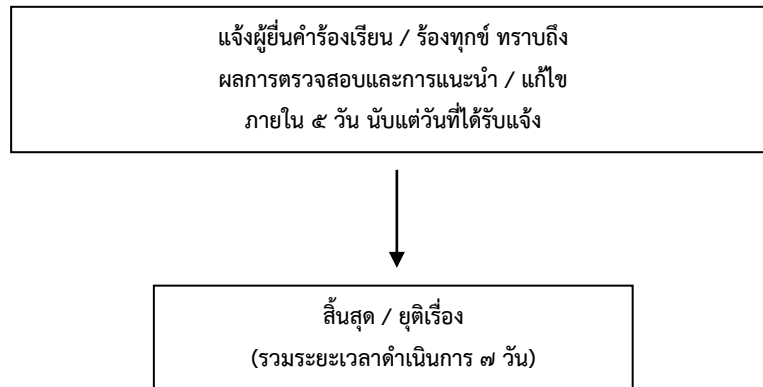 แจ้งผู้ยื่นคำร้องเรียน / ร้องทุกข์ ทราบถึง
ผลการตรวจสอบและการแนะนำ / แก้ไข
ภายใน ๕ วัน นับแต่วันที่ได้รับแจ้ง
สิ้นสุด / ยุติเรื่อง
(รวมระยะเวลาดำเนินการ ๗ วัน)